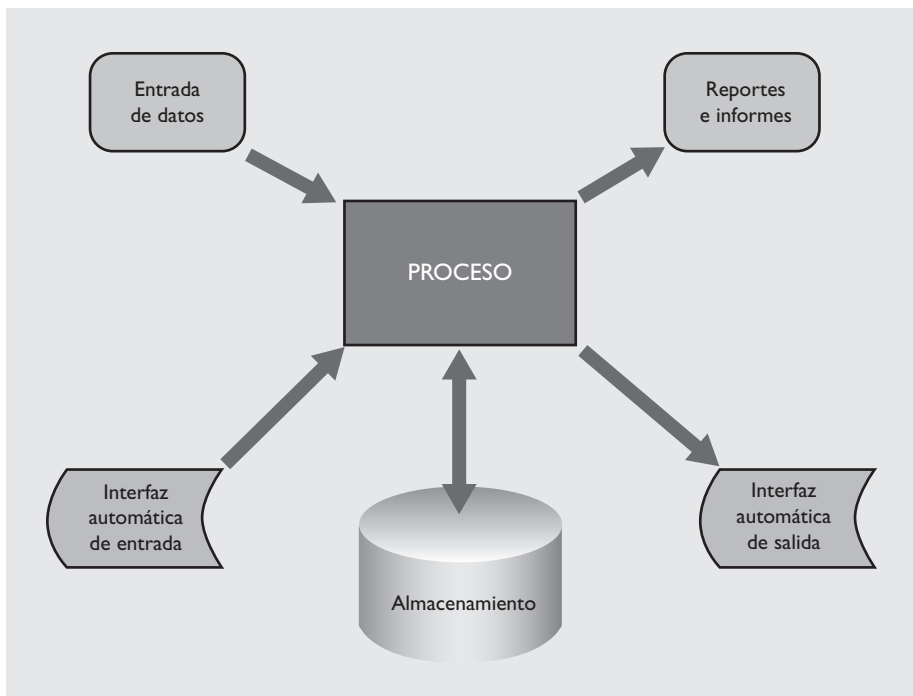 Entrada
de datos
Reportes
e informes
PROCESO
Interfaz
automática
de entrada
Almacenamiento
Interfaz
automática
de salida